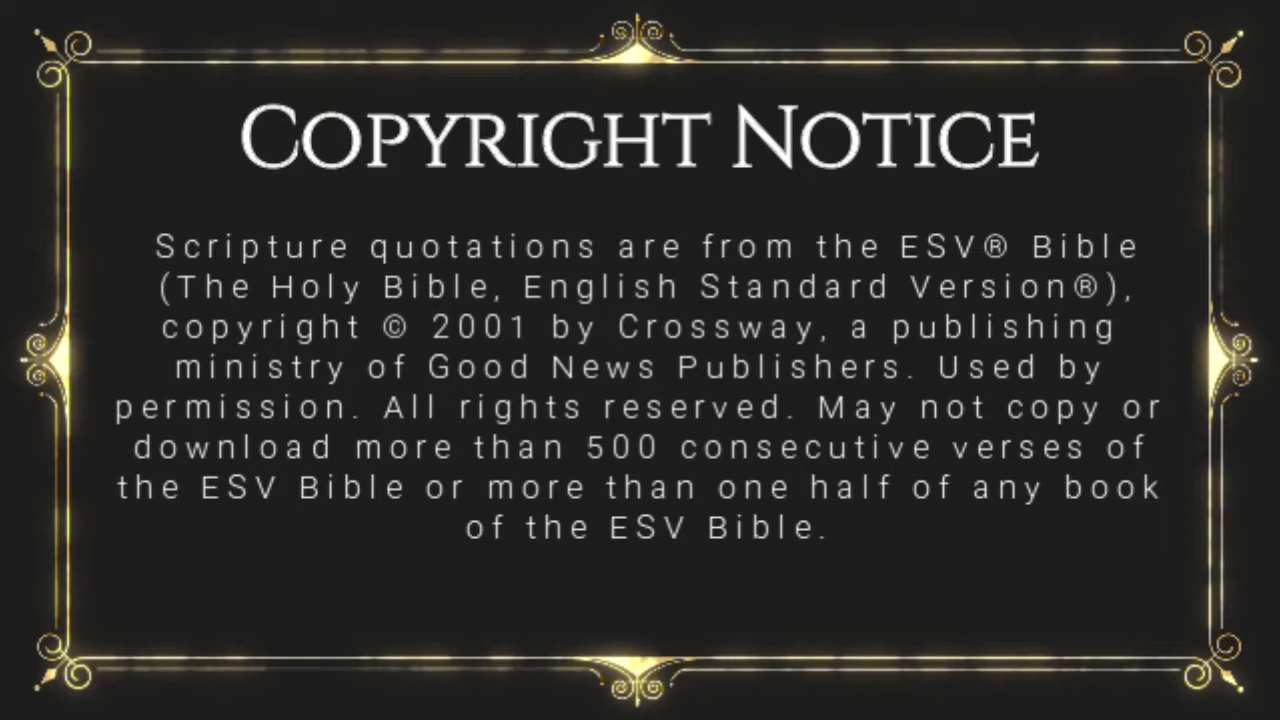 Copyright Notice
Scripture quotations are from the ESV® Bible
(The Holy Bible, English Standard Version®),
copyright © 2001 by Crossway, a publishing
ministry of Good News Publishers. Used by
permission. All rights reserved. May not copy or
download more than 500 consecutive verses of
the ESV Bible or more than one half of any book
of the ESV Bible.